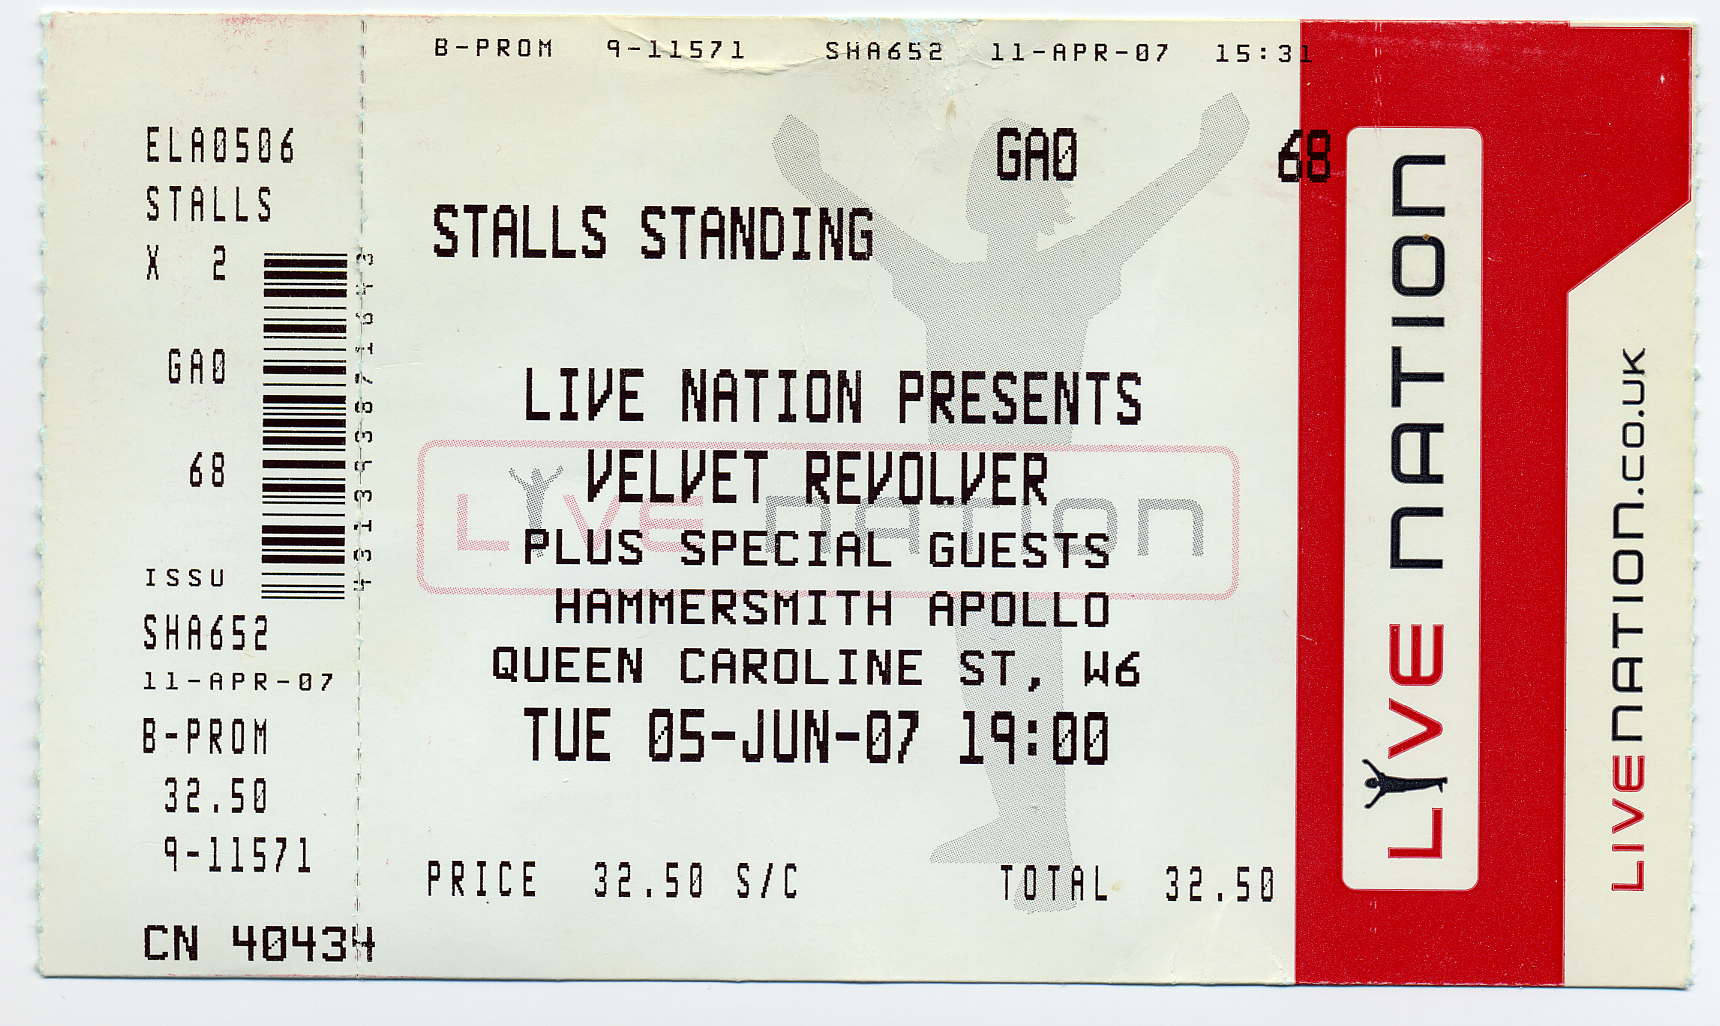 B-PROM 9-11571 SHA652 11-APR-07 15:31
ELA0506
STALLS
X 2
GA0
68
ISSU
SHA652
11-APR-07
B-PROM
32.50
9-11571
CN 40434
GA0 68
STALLS STANDING
LIVE NATION PRESENTS
VELVET REVOLVER
PLUS SPECIAL GUESTS
HAMMERSMITH APOLLO
QUEEN CAROLINE ST, W6
TUE 05-JUN-07 19:00
PRICE 32.50 S/C TOTAL 32.50
LIVE NATION
LIVE NATION
LIVENATION.CO.UK